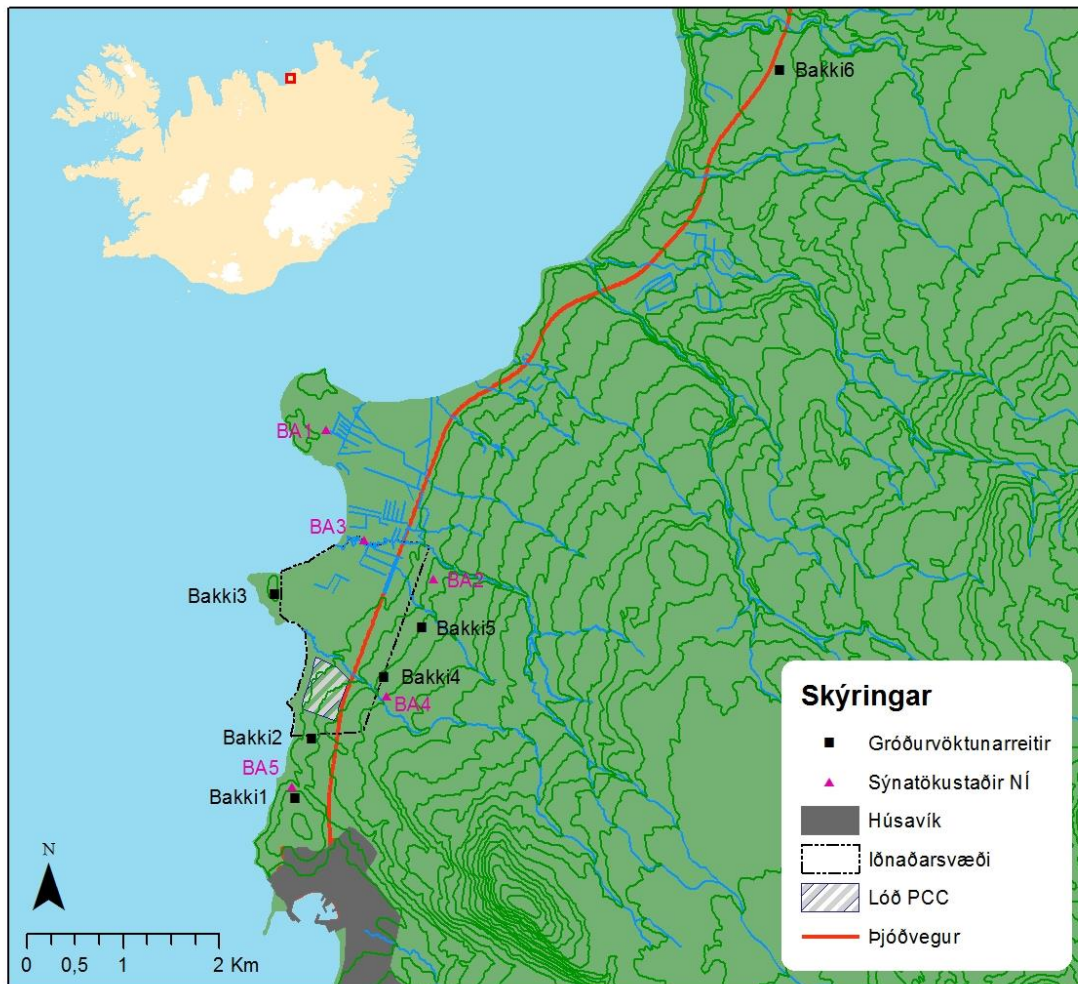 Bakki6
BA1
BA3
BA2
Bakki3
Bakki5
Bakki4
BA4
Bakki2
BA5
Bakki1
N
0 0,5 1 2 Km
Skýringar
Gróðurvöktunarreitir
Sýnatökustaðir NÍ
Húsavík
Iðnaðarsvæði
Lóð PCC
Þjóðvegur